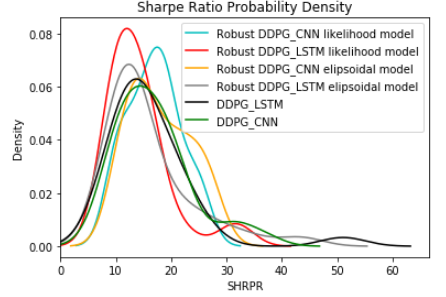 Sharpe Ratio Probability Density
Robust DDPG_CNN likelihood model
Robust DDPG_LSTM likelihood model
Robust DDPG_CNN elipsoidal model
Robust DDPG_LSTM elipsoidal model
DDPG_LSTM
DDPG_CNN
Density
0.08
0.06
0.04
0.02
0.00
0 10 20 30 40 50 60
SHRPR